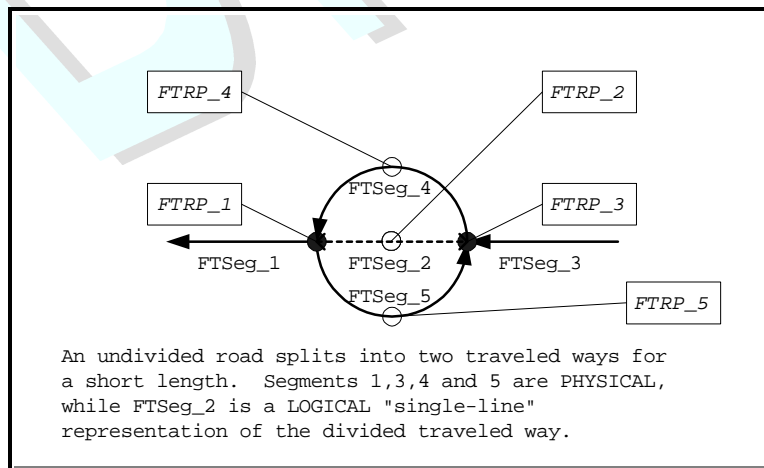 FTRP_4
FTRP_2
FTSeg_4
FTRP_1
FTRP_3
FTSeg_1
FTSeg_2
FTSeg_3
FTSeg_5
FTRP_5
An undivided road splits into two traveled ways for
a short length. Segments 1,3,4 and 5 are PHYSICAL,
while FTSeg_2 is a LOGICAL "single-line"
representation of the divided traveled way.